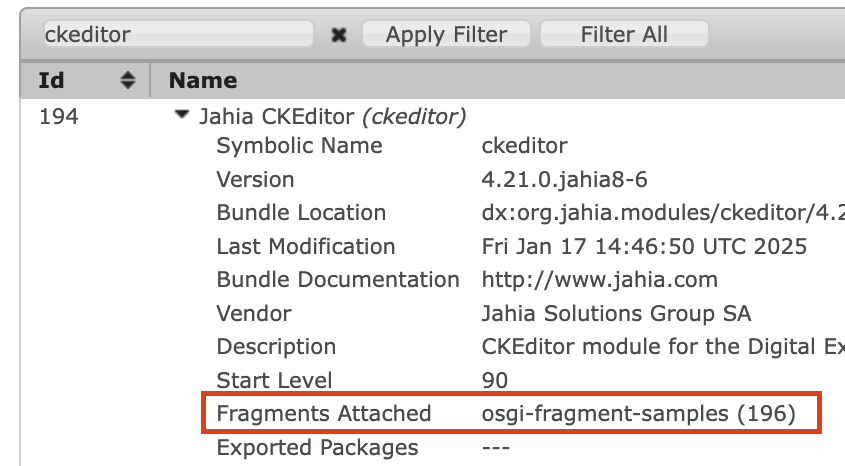 ckeditor ✖ Apply Filter Filter All
Id Name
194 Jahia CKEditor (ckeditor)
Symbolic Name ckeditor
Version 4.21.0.jahia8-6
Bundle Location dx:org.jahia.modules/ckeditor/4.2
Last Modification Fri Jan 17 14:46:50 UTC 2025
Bundle Documentation http://www.jahia.com
Vendor Jahia Solutions Group SA
Description CKEditor module for the Digital Ex
Start Level 90
Fragments Attached osgi-fragment-samples (196)
Exported Packages ---